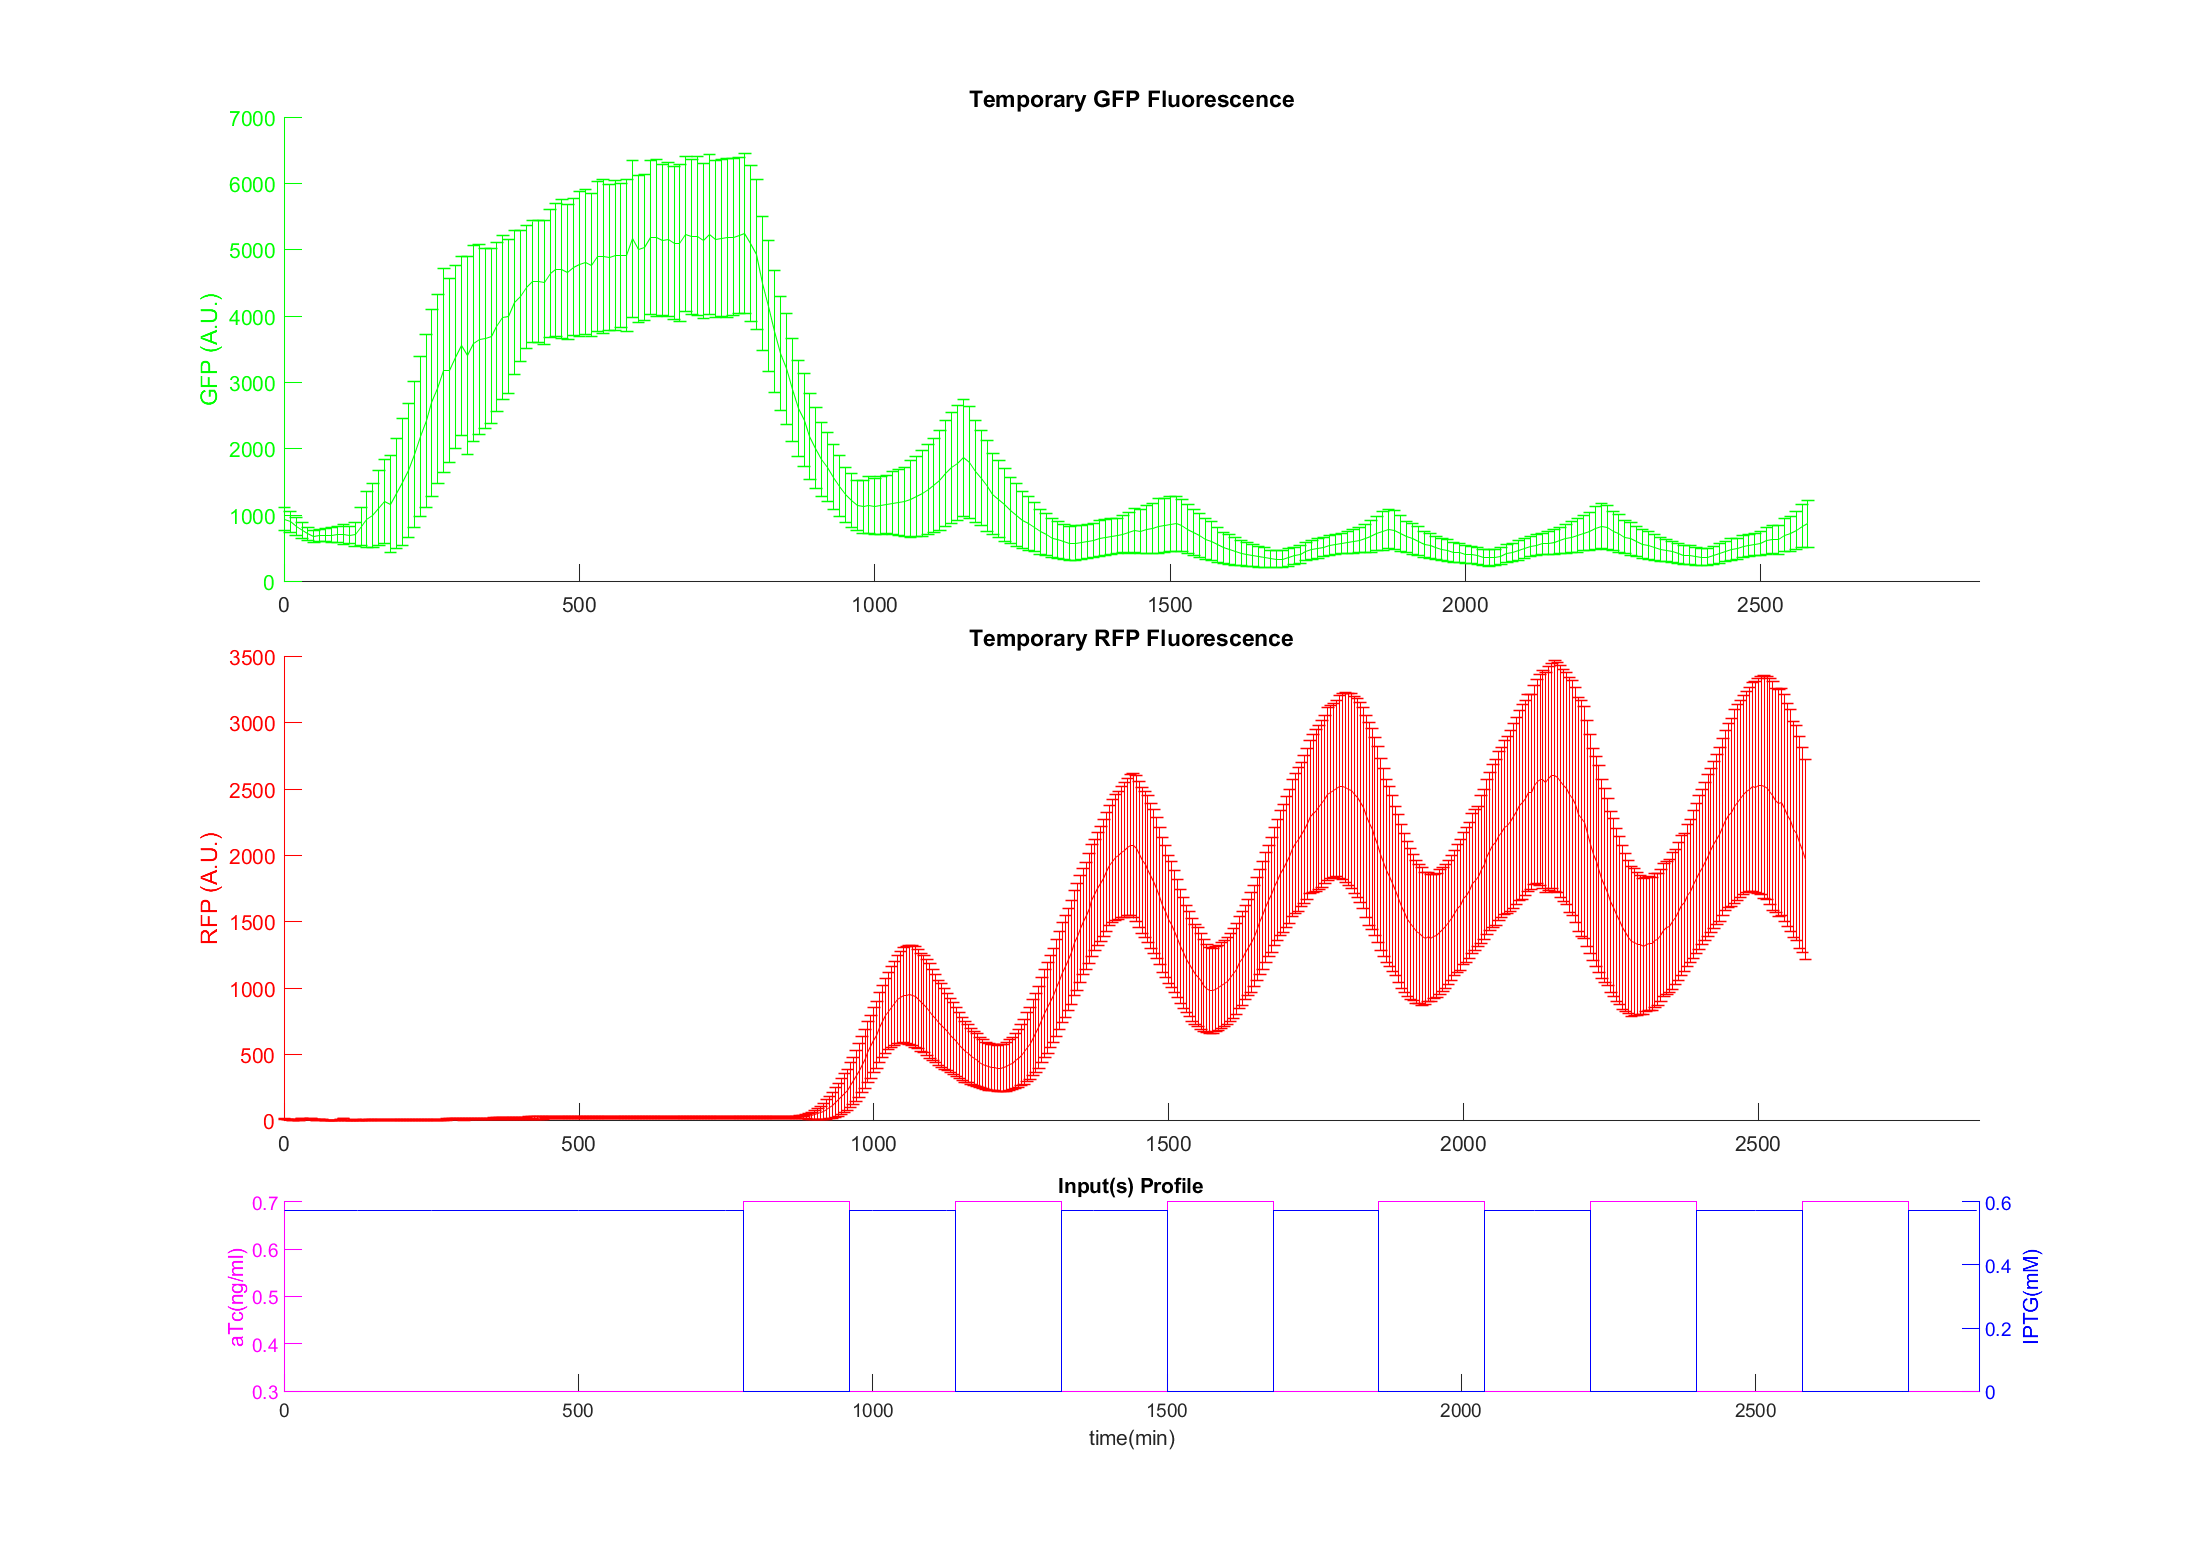 Temporary GFP Fluorescence
7000
6000
5000
4000
3000
2000
1000
0
GFP (A.U.)
0 500 1000 1500 2000 2500
Temporary RFP Fluorescence
3500
3000
2500
2000
1500
1000
500
0
RFP (A.U.)
0 500 1000 1500 2000 2500
Input(s) Profile
0.7
0.6
0.5
0.4
0.3
aTc(ng/ml)
0.6
0.4
0.2
0
IPTG(mM)
0 500 1000 1500 2000 2500
time(min)